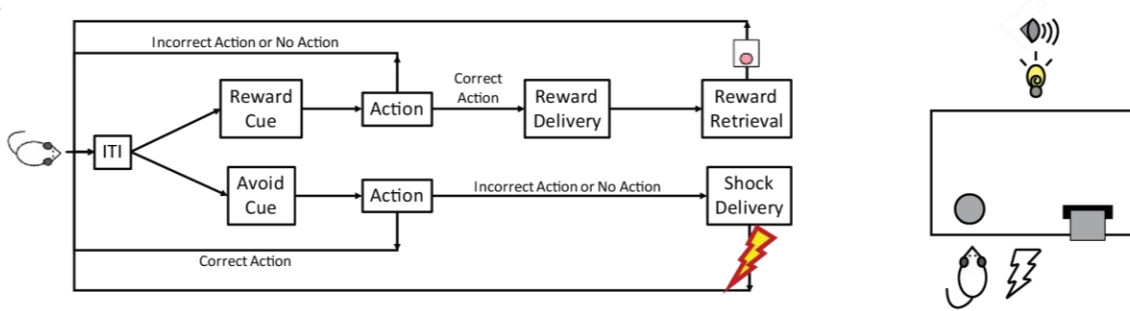 Incorrect Action or No Action
Reward
Cue
Action
Correct
Action
Reward
Delivery
Reward
Retrieval
ITI
Avoid
Cue
Action
Incorrect Action or No Action
Shock
Delivery
Correct Action